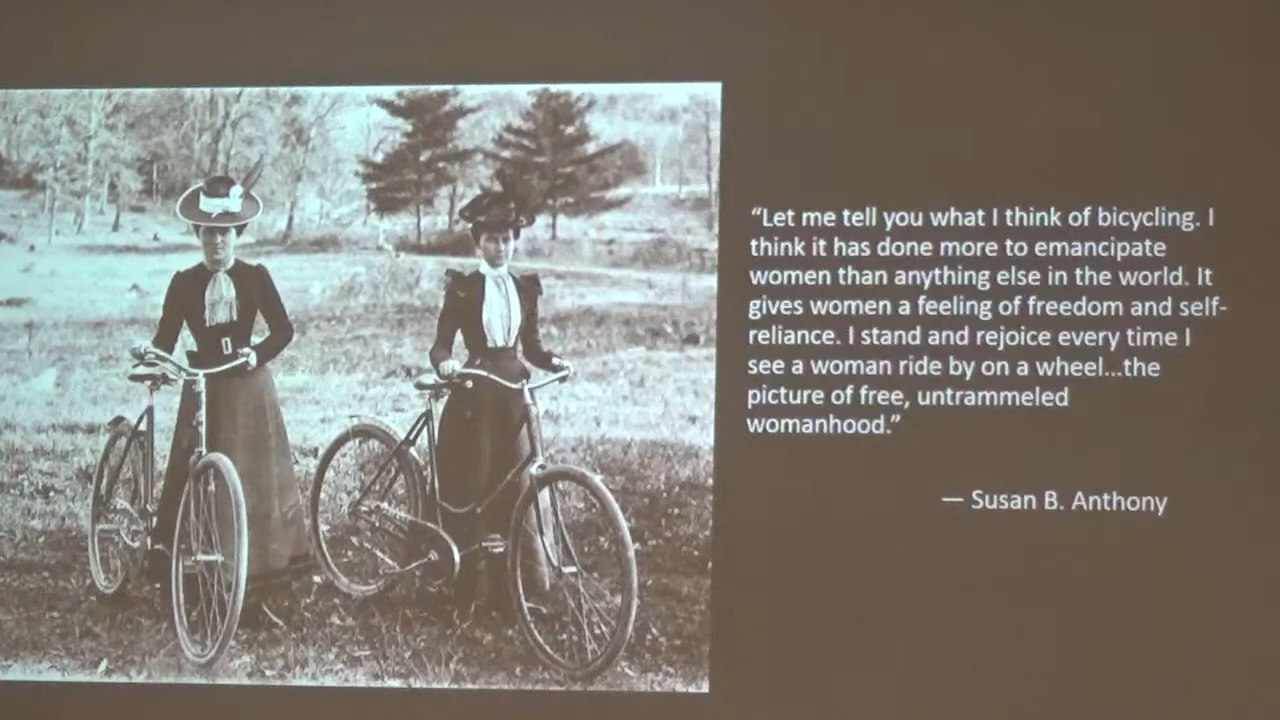 “Let me tell you what I think of bicycling. I
think it has done more to emancipate
women than anything else in the world. It
gives women a feeling of freedom and self-
reliance. I stand and rejoice every time I
see a woman ride by on a wheel...the
picture of free, untrammeled
womanhood.”
— Susan B. Anthony